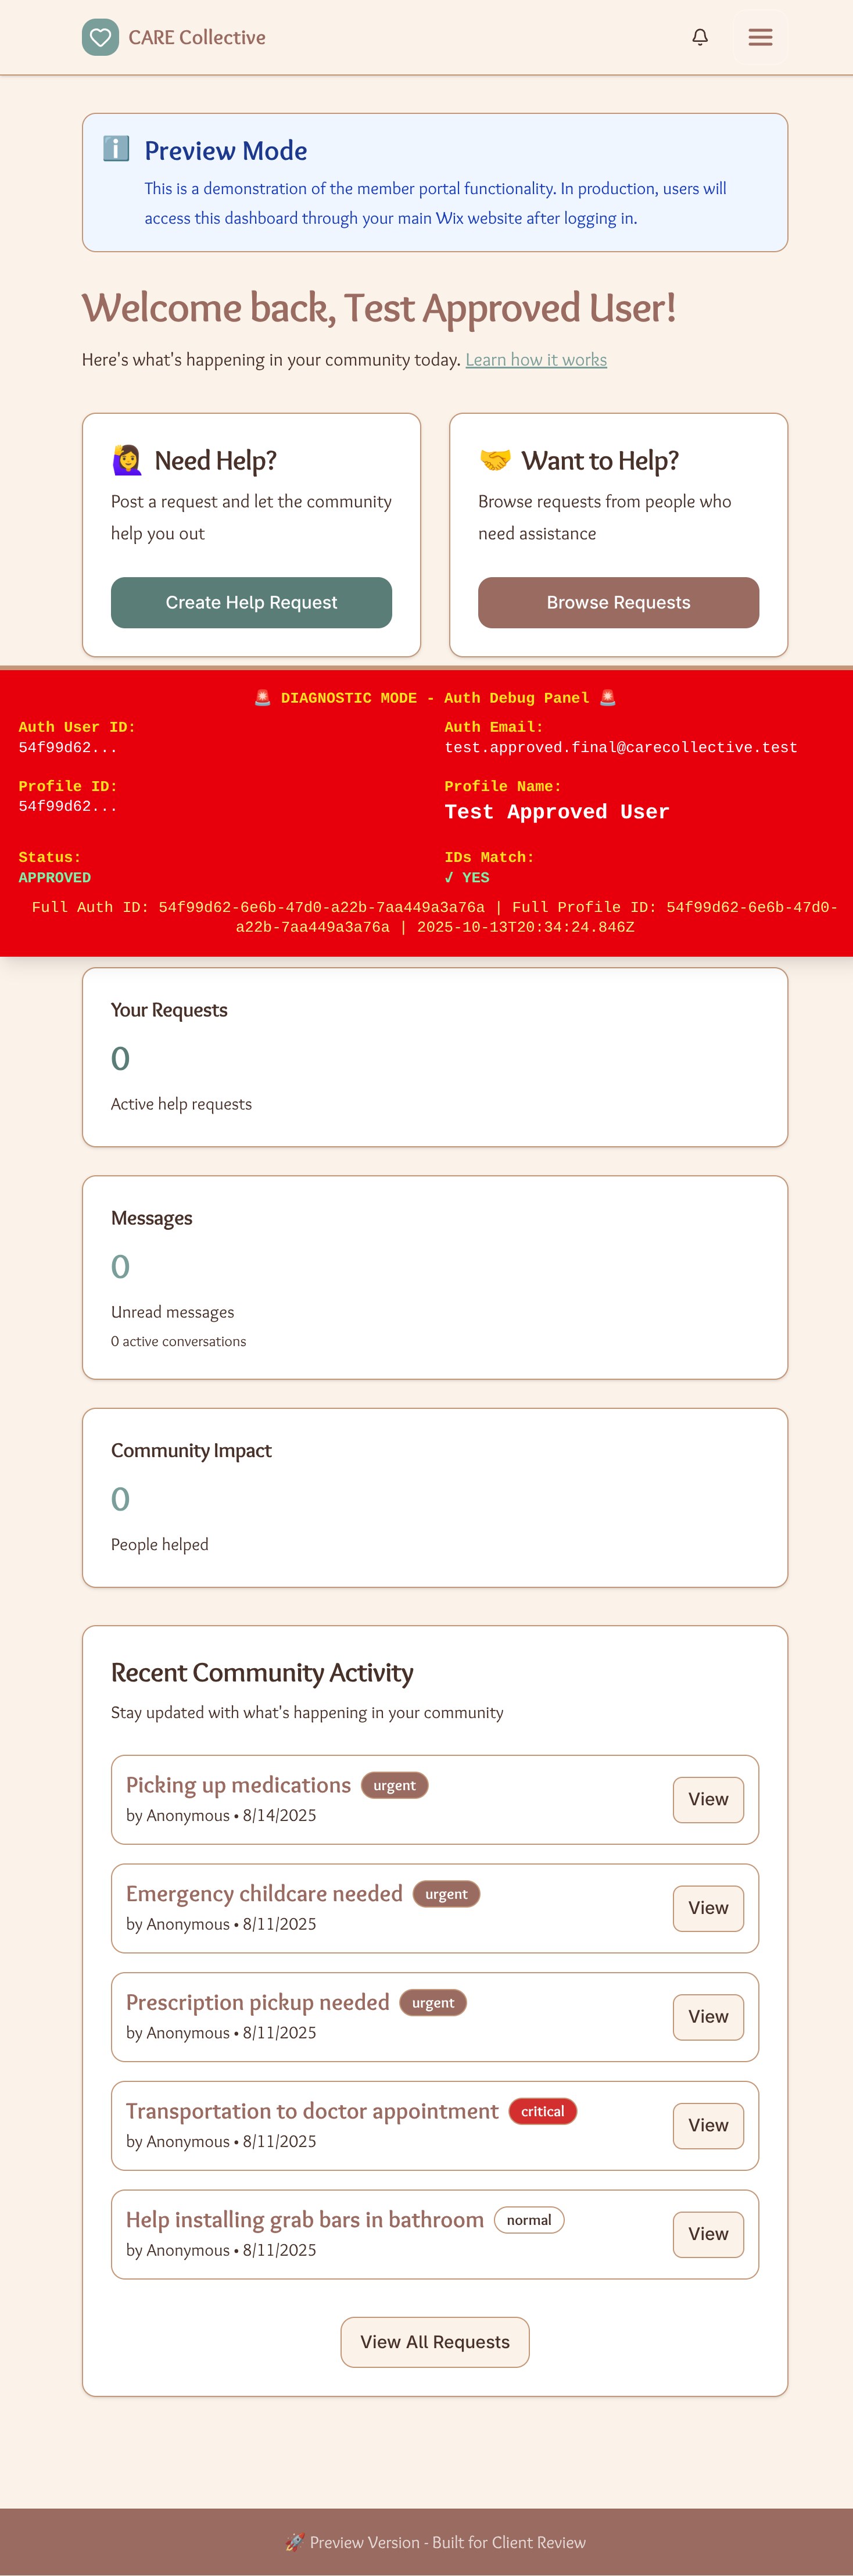 CARE Collective
ℹ️ Preview Mode
This is a demonstration of the member portal functionality. In production, users will
access this dashboard through your main Wix website after logging in.
Welcome back, Test Approved User!
Here's what's happening in your community today. Learn how it works
🙋‍♀️ Need Help?
Post a request and let the community
help you out
Create Help Request
🤝 Want to Help?
Browse requests from people who
need assistance
Browse Requests
🚨 DIAGNOSTIC MODE - Auth Debug Panel 🚨
Auth User ID:
54f99d62...
Auth Email:
test.approved.final@carecollective.test
Profile ID:
54f99d62...
Profile Name:
Test Approved User
Status:
APPROVED
IDs Match:
✓ YES
Full Auth ID: 54f99d62-6e6b-47d0-a22b-7aa449a3a76a | Full Profile ID: 54f99d62-6e6b-47d0-
a22b-7aa449a3a76a | 2025-10-13T20:34:24.846Z
Your Requests
0
Active help requests
Messages
0
Unread messages
0 active conversations
Community Impact
0
People helped
Recent Community Activity
Stay updated with what's happening in your community
Picking up medications urgent
by Anonymous • 8/14/2025
View
Emergency childcare needed urgent
by Anonymous • 8/11/2025
View
Prescription pickup needed urgent
by Anonymous • 8/11/2025
View
Transportation to doctor appointment critical
by Anonymous • 8/11/2025
View
Help installing grab bars in bathroom normal
by Anonymous • 8/11/2025
View
View All Requests
🚀 Preview Version - Built for Client Review